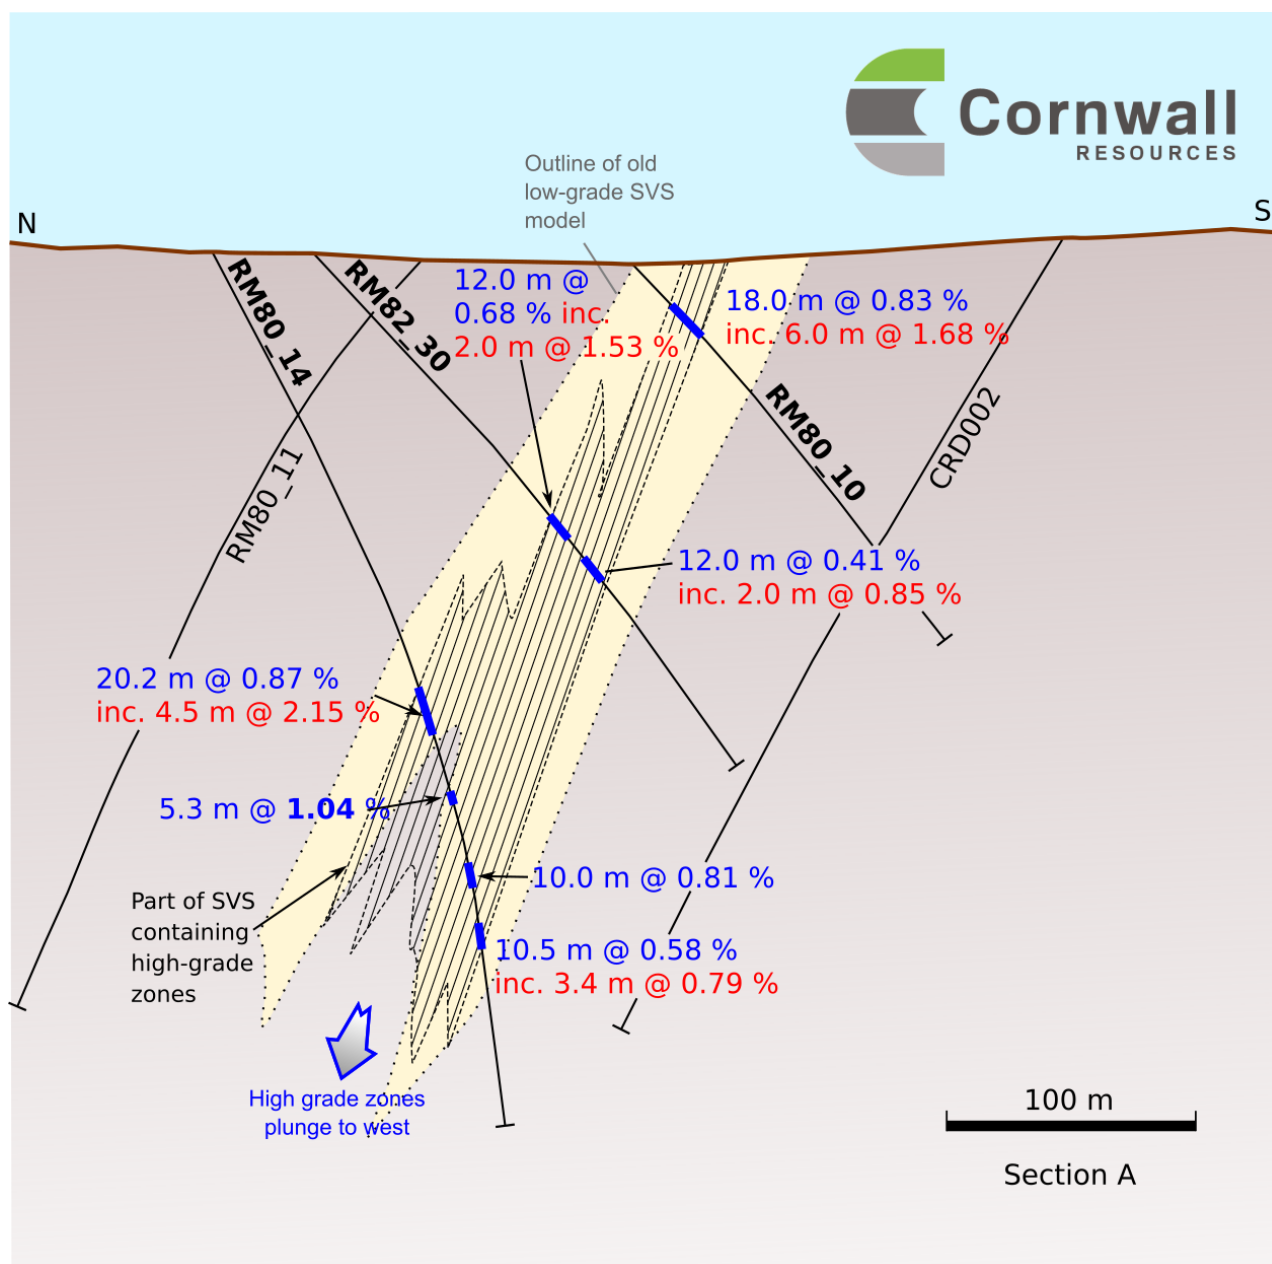 Cornwall
RESOURCES
Outline of old
low-grade SVS
model
N
S
RM80_14
RM82_30
12.0 m @
0.68 % inc.
2.0 m @ 1.53 %
18.0 m @ 0.83 %
inc. 6.0 m @ 1.68 %
RM80_10
CRD002
RM80_11
12.0 m @ 0.41 %
inc. 2.0 m @ 0.85 %
20.2 m @ 0.87 %
inc. 4.5 m @ 2.15 %
5.3 m @ 1.04 %
10.0 m @ 0.81 %
Part of SVS
containing
high-grade
zones
10.5 m @ 0.58 %
inc. 3.4 m @ 0.79 %
High grade zones
plunge to west
100 m
Section A